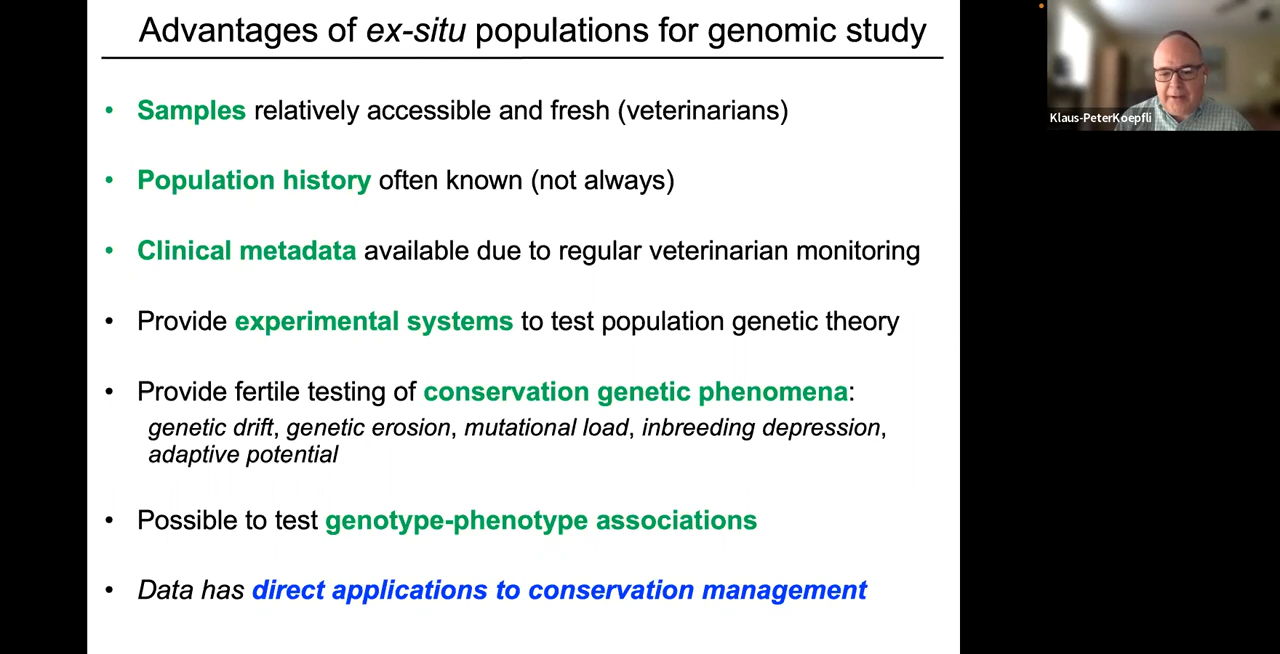 Advantages of ex-situ populations for genomic study
• Samples relatively accessible and fresh (veterinarians)
• Population history often known (not always)
• Clinical metadata available due to regular veterinarian monitoring
• Provide experimental systems to test population genetic theory
• Provide fertile testing of conservation genetic phenomena:
genetic drift, genetic erosion, mutational load, inbreeding depression,
adaptive potential
• Possible to test genotype-phenotype associations
• Data has direct applications to conservation management
Klaus-PeterKoepfli